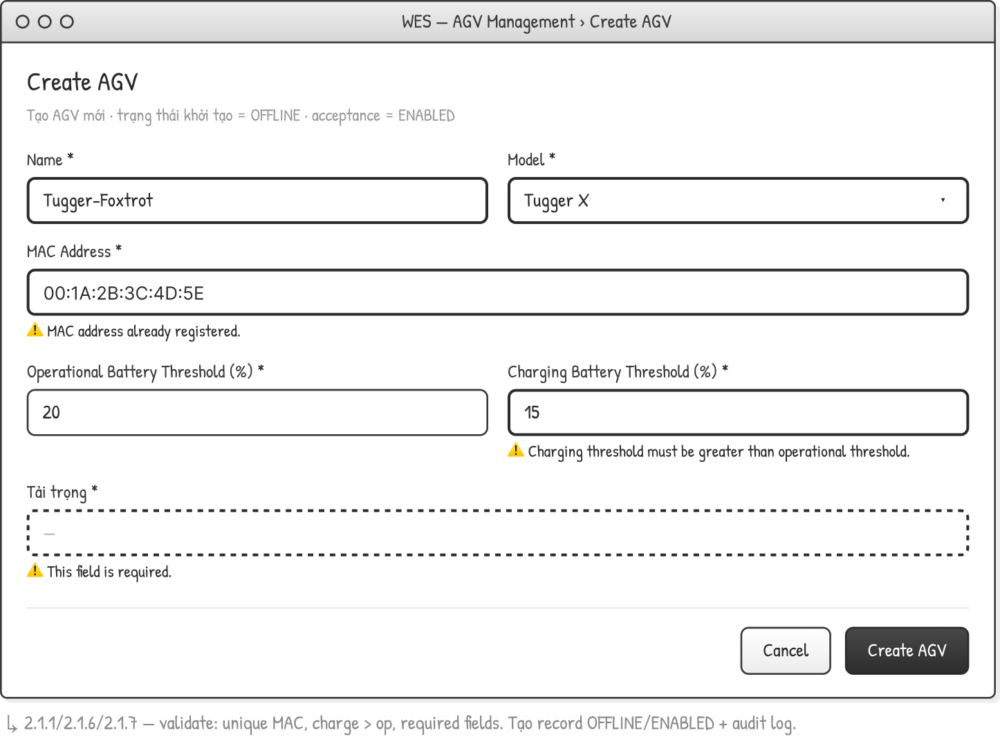 WES — AGV Management › Create AGV
Create AGV
Tạo AGV mới · trạng thái khởi tạo = OFFLINE · acceptance = ENABLED
Name *
Model *
Tugger-Foxtrot
Tugger X
MAC Address *
00:1A:2B:3C:4D:5E
⚠️ MAC address already registered.
Operational Battery Threshold (%) *
Charging Battery Threshold (%) *
20
15
⚠️ Charging threshold must be greater than operational threshold.
Tải trọng *
—
⚠️ This field is required.
Cancel
Create AGV
↳ 2.1.1/2.1.6/2.1.7 — validate: unique MAC, charge > op, required fields. Tạo record OFFLINE/ENABLED + audit log.